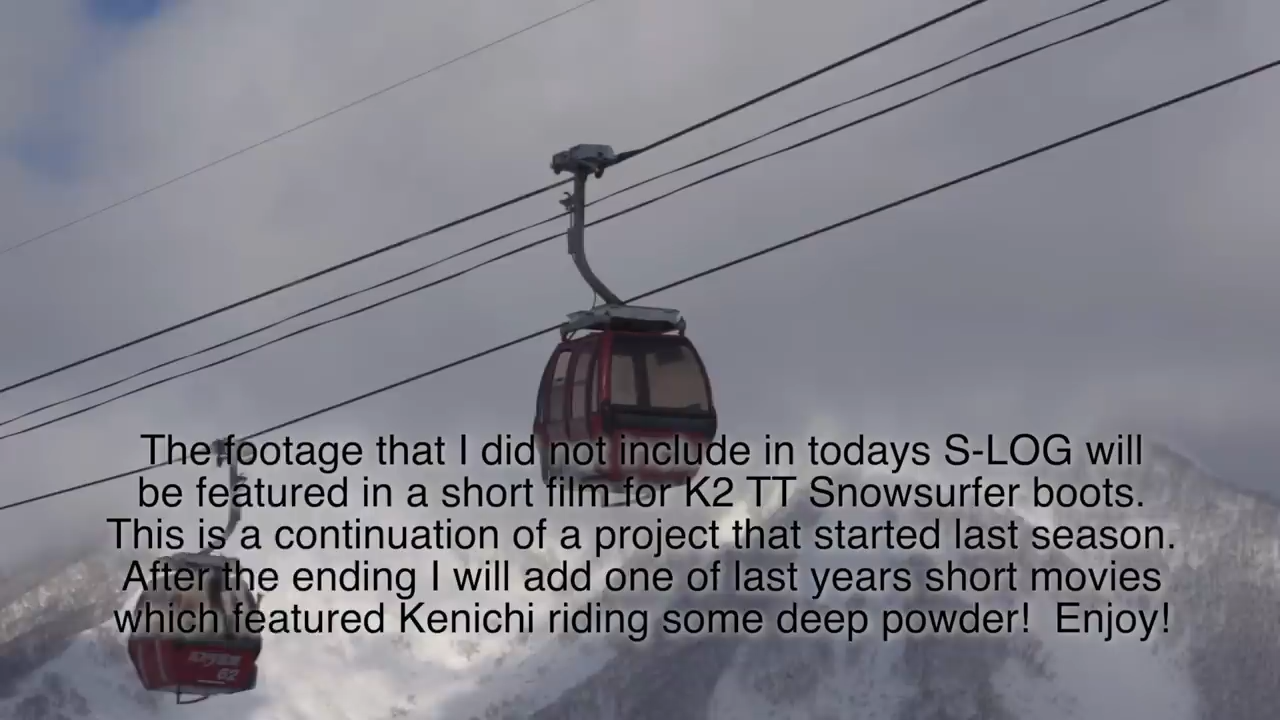 The footage that I did not include in todays S-LOG will
be featured in a short film for K2 TT Snowsurfer boots.
This is a continuation of a project that started last season.
After the ending I will add one of last years short movies
which featured Kenichi riding some deep powder!  Enjoy!
62